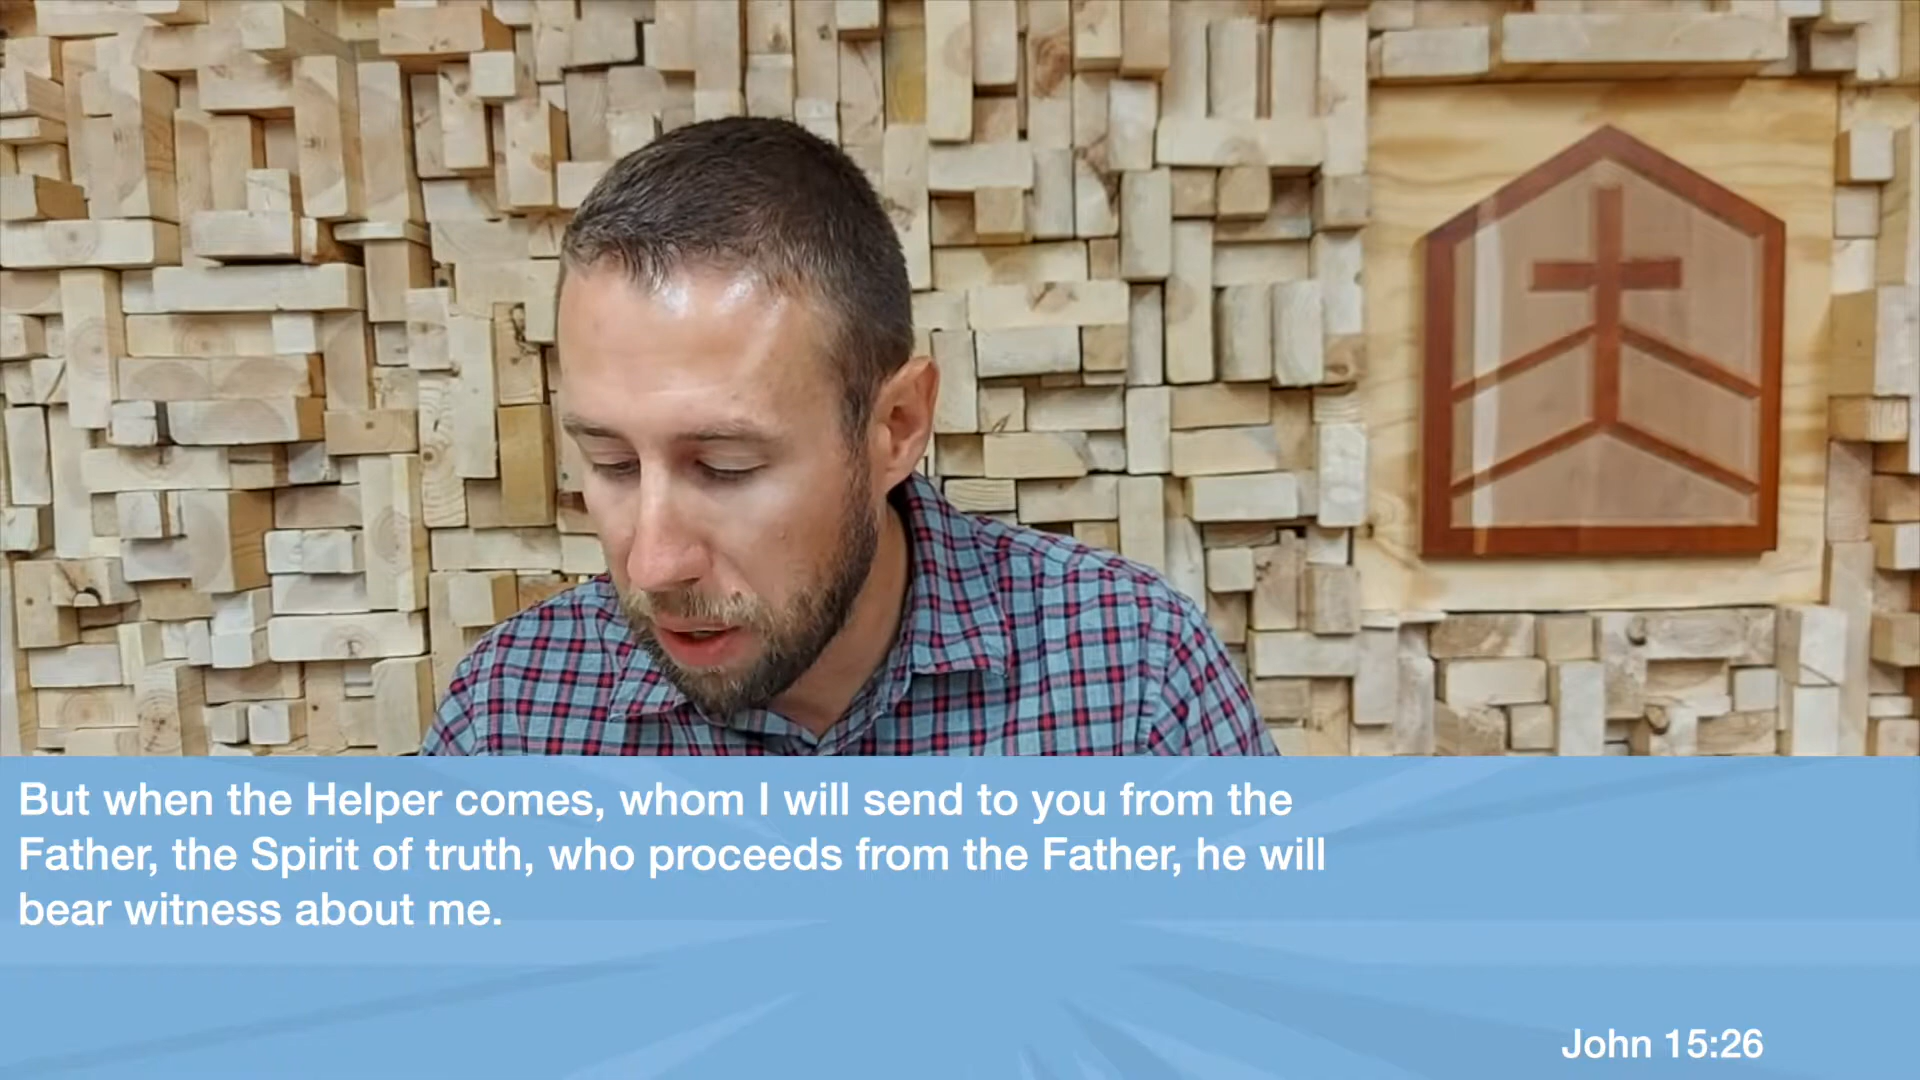 But when the Helper comes, whom I will send to you from the
Father, the Spirit of truth, who proceeds from the Father, he will
bear witness about me.
John 15:26